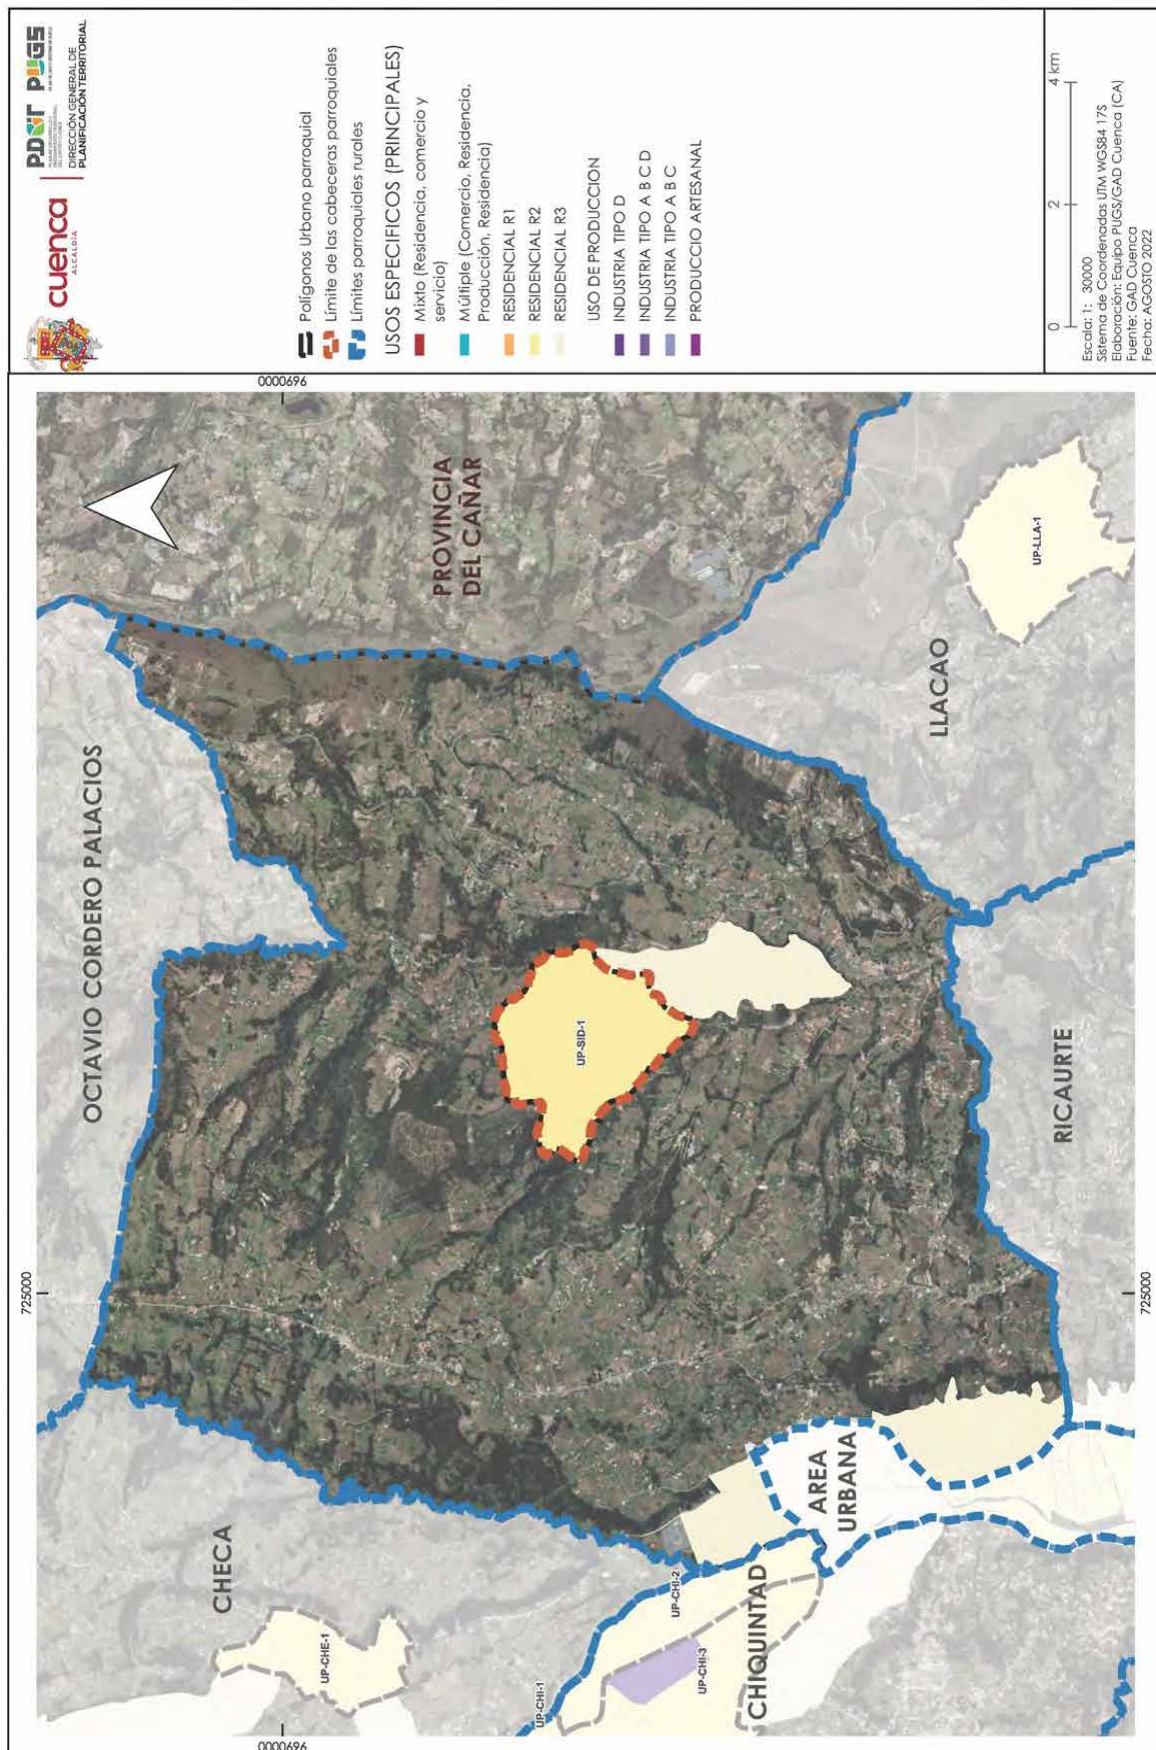 cuenca
ALCALDÍA
PDOT PUGS
DIRECCIÓN GENERAL DE
PLANIFICACIÓN TERRITORIAL
Polígonos Urbano parroquial
Límite de las cabeceras parroquiales
Límites parroquiales rurales
USOS ESPECIFICOS (PRINCIPALES)
Mixto (Residencia, comercio y
servicio)
Múltiple (Comercio, Residencia,
Producción, Residencia)
RESIDENCIAL R1
RESIDENCIAL R2
RESIDENCIAL R3
USO DE PRODUCCION
INDUSTRIA TIPO D
INDUSTRIA TIPO A B C D
INDUSTRIA TIPO A B C
PRODUCCIO ARTESANAL
0 2 4 km
Escala: 1: 30000
Sistema de Coordenadas UTM WGS84 17S
Elaboración: Equipo PUGS/GAD Cuenca (CA)
Fuente: GAD Cuenca
Fecha: AGOSTO 2022
725000
0000696
0000696
725000
OCTAVIO CORDERO PALACIOS
PROVINCIA
DEL CAÑAR
CHECA
UP-CHE-1
UP-SID-1
LLACAO
UP-LLA-1
UP-CHI-1
UP-CHI-2
UP-CHI-3
CHIQUINTAD
AREA
URBANA
RICAURTE